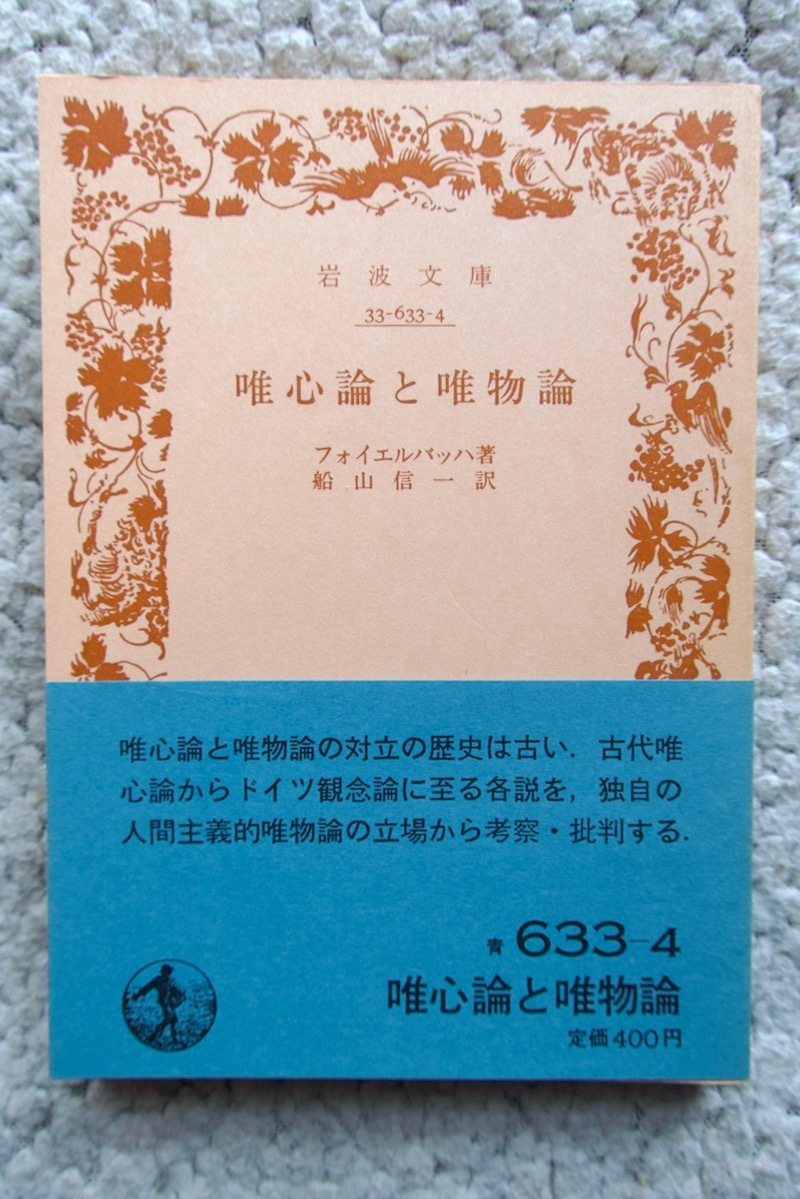 岩波文庫
33-633-4
唯心論と唯物論
フォイエルバッハ著
船山信一訳
唯心論と唯物論の対立の歴史は古い．古代唯
心論からドイツ観念論に至る各説を，独自の
人間主義的唯物論の立場から考察・批判する．
青 633-4
唯心論と唯物論
定価400円